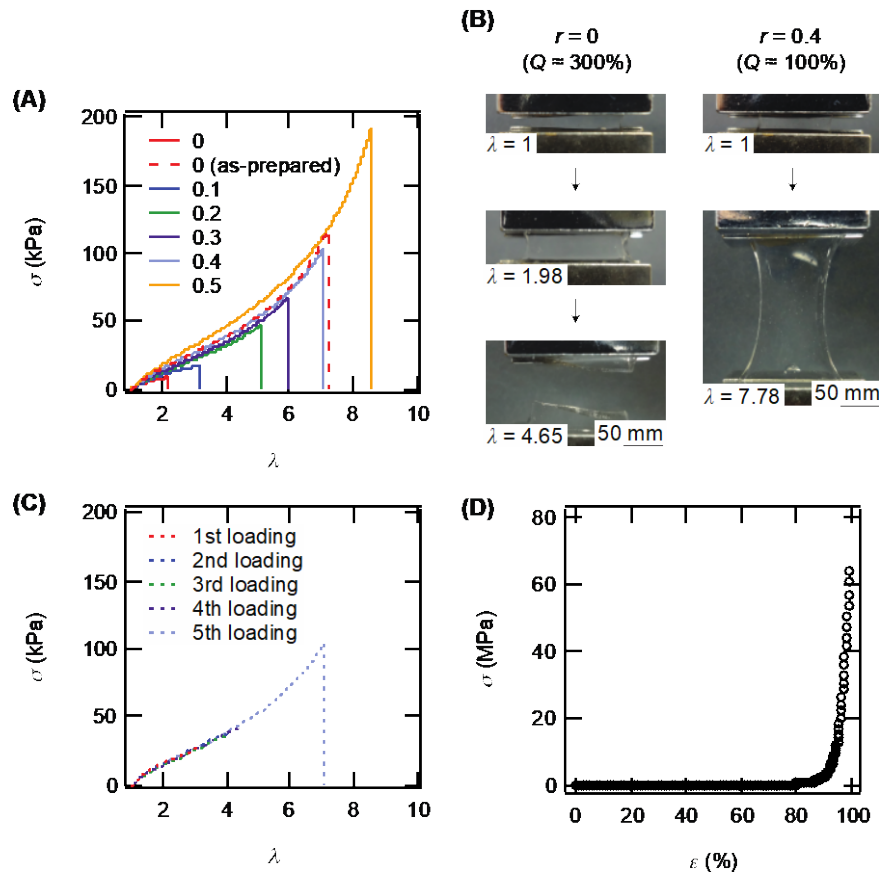 (A)
200
150
100
50
0
σ (kPa)
0
0 (as-prepared)
0.1
0.2
0.3
0.4
0.5
2 4 6 8 10
λ
(B)
r = 0 r = 0.4
(Q ≈ 300%) (Q ≈ 100%)
λ = 1 λ = 1
λ = 1.98
λ = 4.65 50 mm λ = 7.78 50 mm
(C)
200
150
100
50
0
σ (kPa)
1st loading
2nd loading
3rd loading
4th loading
5th loading
2 4 6 8 10
λ
(D)
80
60
40
20
0
σ (MPa)
0 20 40 60 80 100
ε (%)